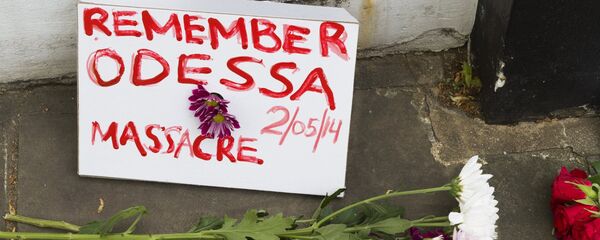 REMEMBER
ODESSA
2/05/14
MASSACRE.